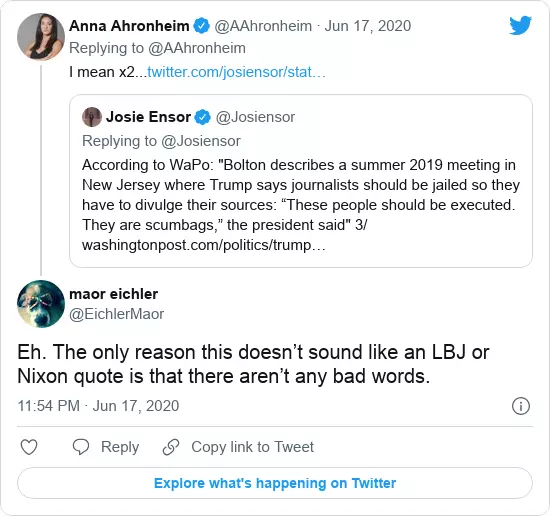 Anna Ahronheim @AAhronheim · Jun 17, 2020
Replying to @AAhronheim
I mean x2...twitter.com/josiensor/stat…
Josie Ensor @Josiensor
Replying to @Josiensor
According to WaPo: "Bolton describes a summer 2019 meeting in
New Jersey where Trump says journalists should be jailed so they
have to divulge their sources: “These people should be executed.
They are scumbags,” the president said" 3/
washingtonpost.com/politics/trump…
maor eichler
@EichlerMaor
Eh. The only reason this doesn’t sound like an LBJ or
Nixon quote is that there aren’t any bad words.
11:54 PM · Jun 17, 2020
Reply Copy link to Tweet
Explore what's happening on Twitter